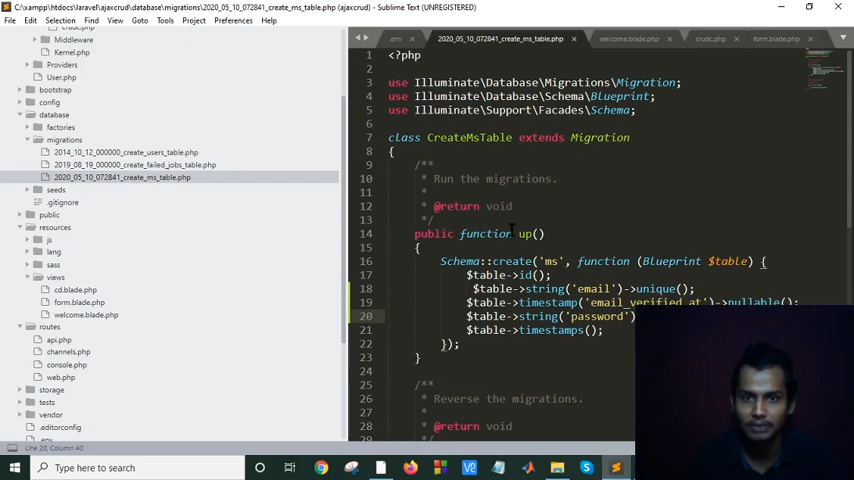 C:\xampp\htdocs\laravel\ajaxcrud\database\migrations\2020_05_10_072841_create_ms_table.php (ajaxcrud) - Sublime Text (UNREGISTERED)
File Edit Selection Find View Goto Tools Project Preferences Help
crudc.php
Middleware
Kernel.php
Providers
User.php
bootstrap
config
database
factories
migrations
2014_10_12_000000_create_users_table.php
2019_08_19_000000_create_failed_jobs_table.php
2020_05_10_072841_create_ms_table.php
seeds
.gitignore
public
resources
js
lang
sass
views
cd.blade.php
form.blade.php
welcome.blade.php
routes
api.php
channels.php
console.php
web.php
storage
tests
vendor
.editorconfig
.env
.env 2020_05_10_072841_create_ms_table.php welcome.blade.php crudc.php form.blade.php
1 <?php
2
3 use Illuminate\Database\Migrations\Migration;
4 use Illuminate\Database\Schema\Blueprint;
5 use Illuminate\Support\Facades\Schema;
6
7 class CreateMsTable extends Migration
8 {
9 /**
10 * Run the migrations.
11 *
12 * @return void
13 */
14 public function up()
15 {
16 Schema::create('ms', function (Blueprint $table) {
17 $table->id();
18 $table->string('email')->unique();
19 $table->timestamp('email_verified_at')->nullable();
20 $table->string('password')
21 $table->timestamps();
22 });
23 }
24
25 /**
26 * Reverse the migrations.
27 *
28 * @return void
29
Line 20, Column 40
Type here to search